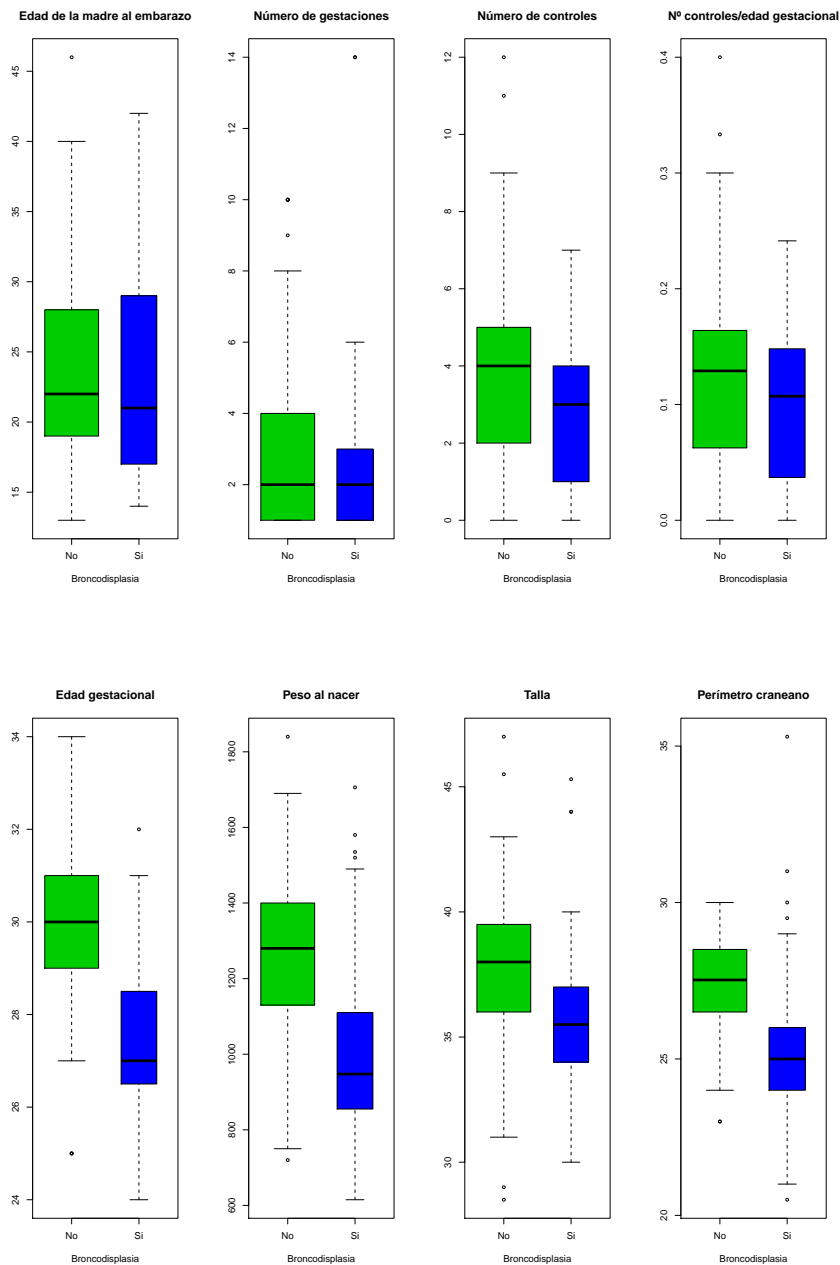 Edad de la madre al embarazo
45
40
35
30
25
20
15
No Si
Broncodisplasia
Número de gestaciones
14
12
10
8
6
4
2
No Si
Broncodisplasia
Número de controles
12
10
8
6
4
2
0
No Si
Broncodisplasia
Nº controles/edad gestacional
0.4
0.3
0.2
0.1
0.0
No Si
Broncodisplasia
Edad gestacional
34
32
30
28
26
24
No Si
Broncodisplasia
Peso al nacer
1800
1600
1400
1200
1000
800
600
No Si
Broncodisplasia
Talla
45
40
35
30
No Si
Broncodisplasia
Perímetro craneano
35
30
25
20
No Si
Broncodisplasia